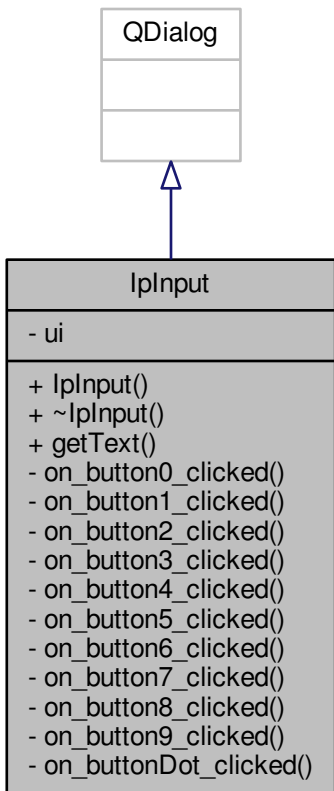 QDialog
IpInput
- ui
+ IpInput()
+ ~IpInput()
+ getText()
- on_button0_clicked()
- on_button1_clicked()
- on_button2_clicked()
- on_button3_clicked()
- on_button4_clicked()
- on_button5_clicked()
- on_button6_clicked()
- on_button7_clicked()
- on_button8_clicked()
- on_button9_clicked()
- on_buttonDot_clicked()